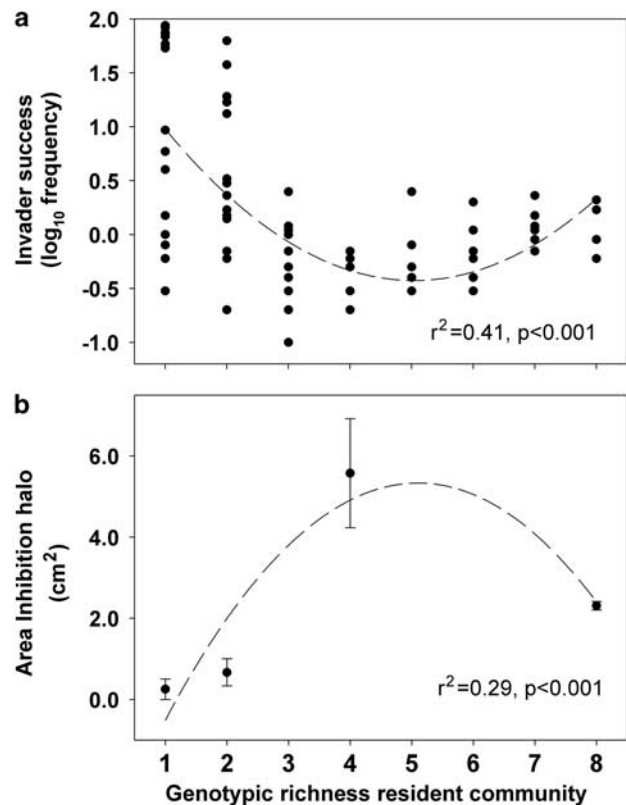 a
Invader success
(log10 frequency)
2.0
1.5
1.0
0.5
0.0
-0.5
-1.0
r2=0.41, p<0.001
b
Area Inhibition halo
(cm2)
6.0
4.0
2.0
0.0
r2=0.29, p<0.001
1 2 3 4 5 6 7 8
Genotypic richness resident community